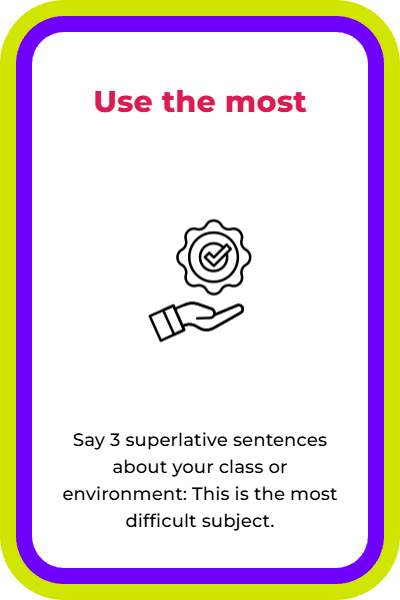 Use the most
Say 3 superlative sentences
about your class or
environment: This is the most
difficult subject.